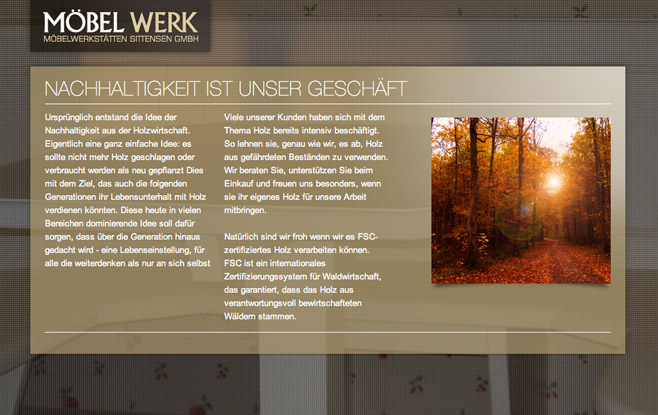 MÖBEL WERK
MÖBELWERKSTÄTTEN SITTENSEN GMBH
NACHHALTIGKEIT IST UNSER GESCHÄFT
Ursprünglich entstand die Idee der
Nachhaltigkeit aus der Holzwirtschaft.
Eigentlich eine ganz einfache Idee: es
sollte nicht mehr Holz geschlagen oder
verbraucht werden als neu gepflanzt Dies
mit dem Ziel, das auch die folgenden
Generationen ihr Lebensunterhalt mit Holz
verdienen könnten. Diese heute in vielen
Bereichen dominierende Idee soll dafür
sorgen, dass über die Generation hinaus
gedacht wird - eine Lebenseinstellung, für
alle die weiterdenken als nur an sich selbst
Viele unserer Kunden haben sich mit dem
Thema Holz bereits intensiv beschäftigt.
So lehnen sie, genau wie wir, es ab, Holz
aus gefährdeten Beständen zu verwenden.
Wir beraten Sie, unterstützen Sie beim
Einkauf und freuen uns besonders, wenn
sie ihr eigenes Holz für unsere Arbeit
mitbringen.
Natürlich sind wir froh wenn wir es FSC-
zertifiziertes Holz verarbeiten können.
FSC ist ein internationales
Zertifizierungssystem für Waldwirtschaft,
das garantiert, dass das Holz aus
verantwortungsvoll bewirtschafteten
Wäldern stammen.